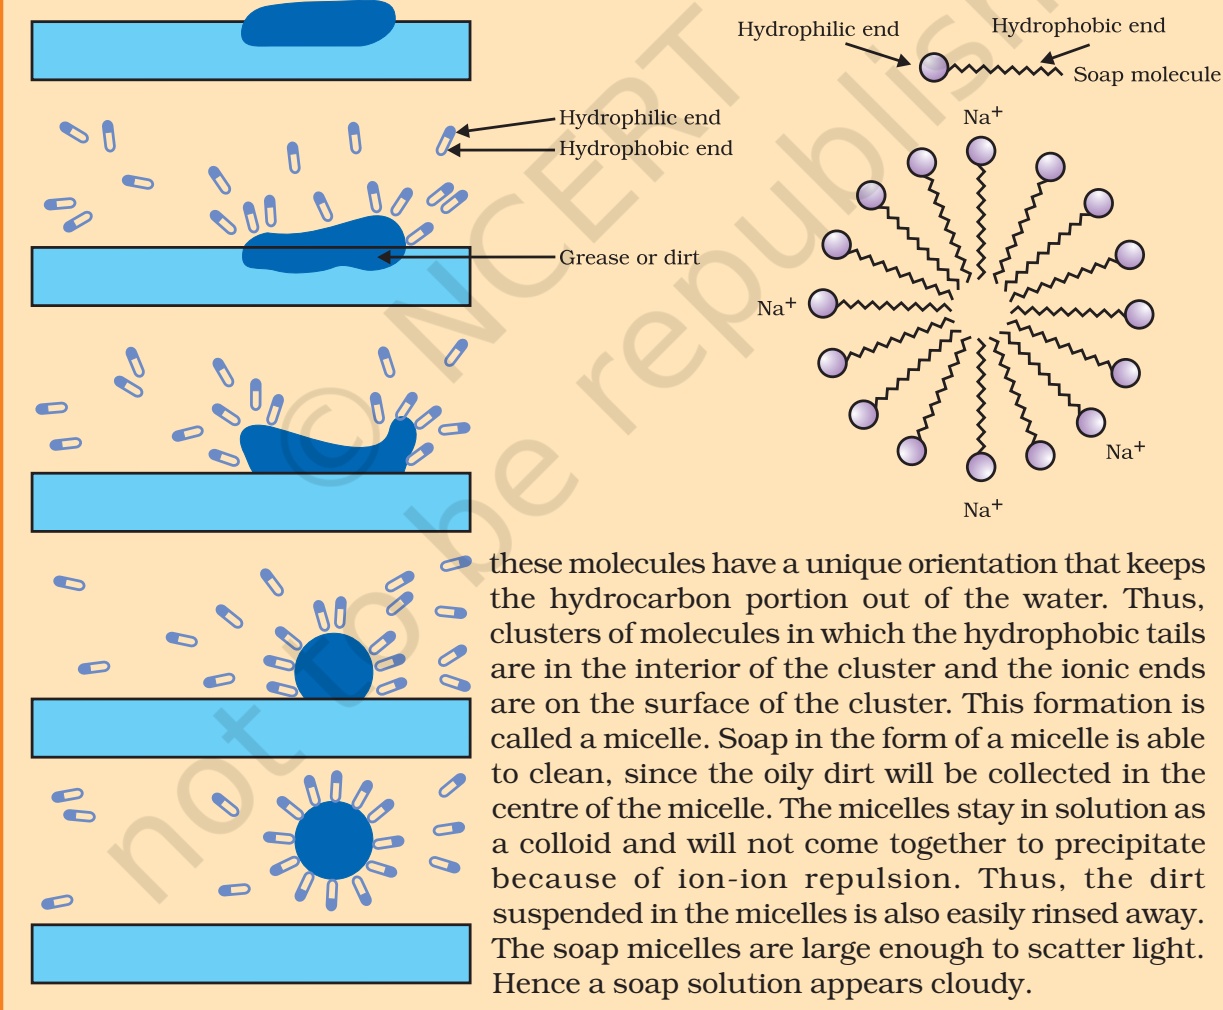 Hydrophilic end
Hydrophobic end
Soap molecule
Na+
Hydrophilic end
Hydrophobic end
Grease or dirt
Na+
Na+
Na+
these molecules have a unique orientation that keeps
the hydrocarbon portion out of the water. Thus,
clusters of molecules in which the hydrophobic tails
are in the interior of the cluster and the ionic ends
are on the surface of the cluster. This formation is
called a micelle. Soap in the form of a micelle is able
to clean, since the oily dirt will be collected in the
centre of the micelle. The micelles stay in solution as
a colloid and will not come together to precipitate
because of ion-ion repulsion. Thus, the dirt
suspended in the micelles is also easily rinsed away.
The soap micelles are large enough to scatter light.
Hence a soap solution appears cloudy.
© NCERT
not to be republish